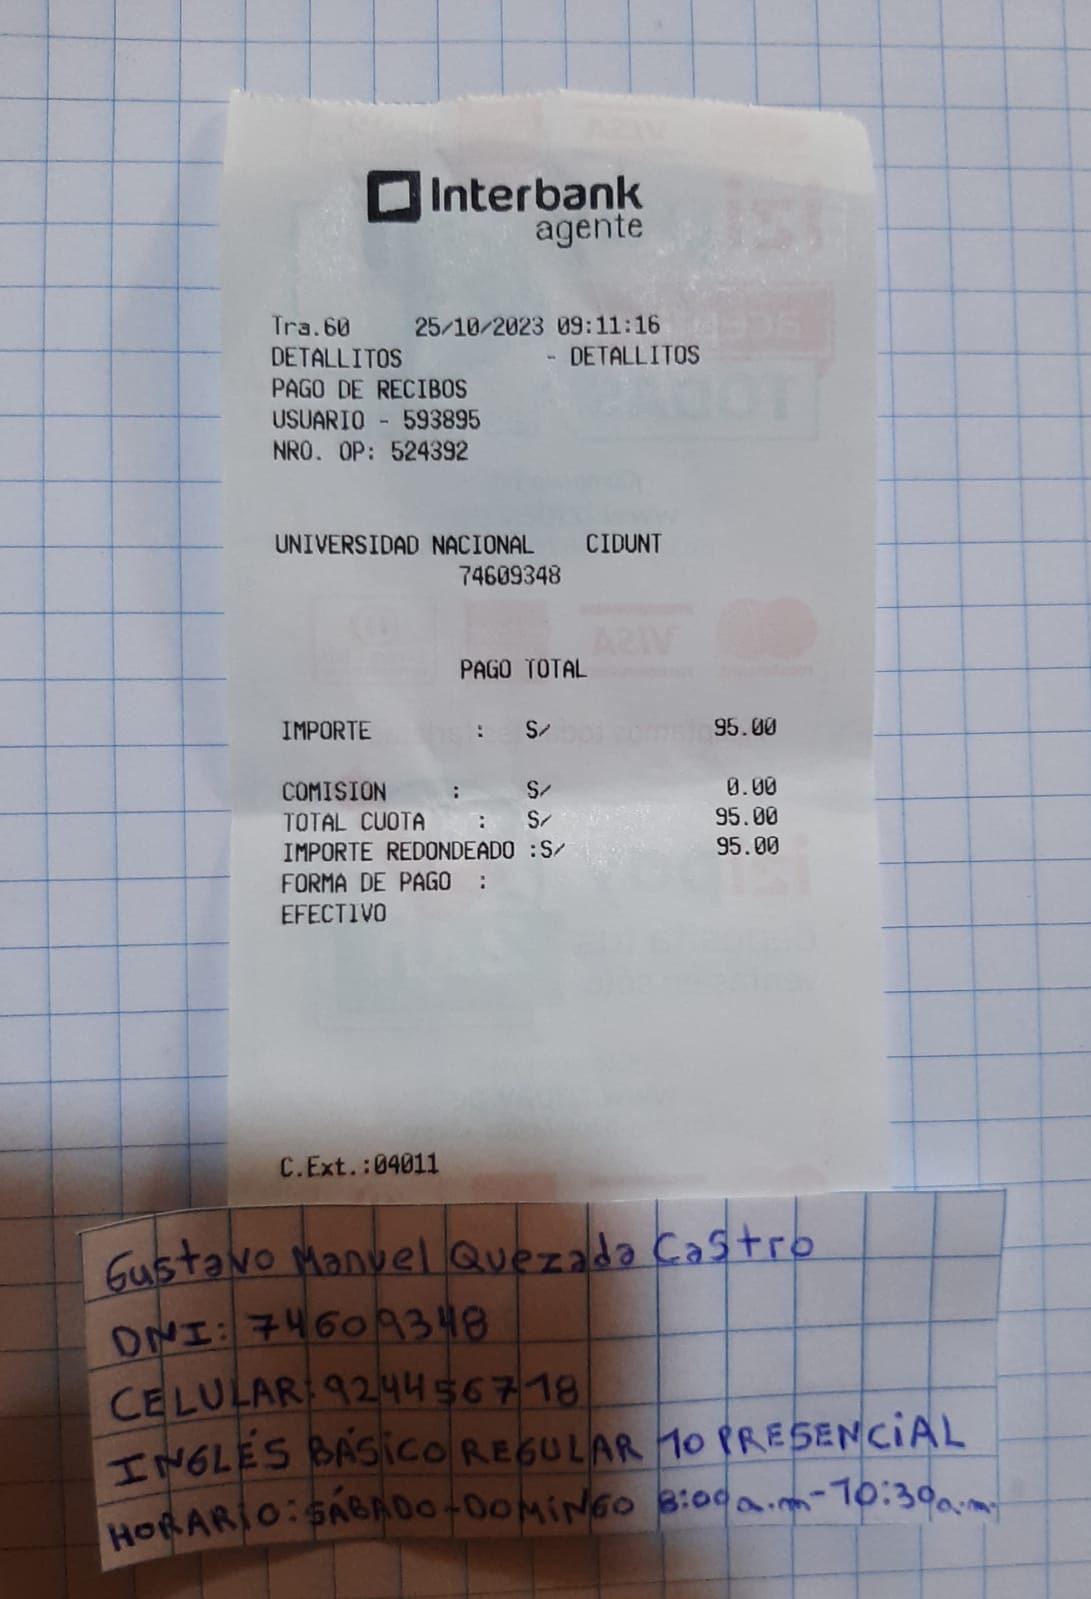 Interbank
agente
Tra.60 25/10/2023 09:11:16
DETALLITOS - DETALLITOS
PAGO DE RECIBOS
USUARIO - 593895
NRO. OP: 524392
UNIVERSIDAD NACIONAL CIDUNT
74609348
PAGO TOTAL
IMPORTE : S/ 95.00
COMISION : S/ 0.00
TOTAL CUOTA : S/ 95.00
IMPORTE REDONDEADO :S/ 95.00
FORMA DE PAGO :
EFECTIVO
C.Ext.:04011
Gustavo Manuel Quezada Castro
DNI: 74609348
CELULAR: 924456718
INGLÉS BÁSICO REGULAR 10 PRESENCIAL
HORARIO: SÁBADO-DOMINGO 8:00a.m-10:30a.m.